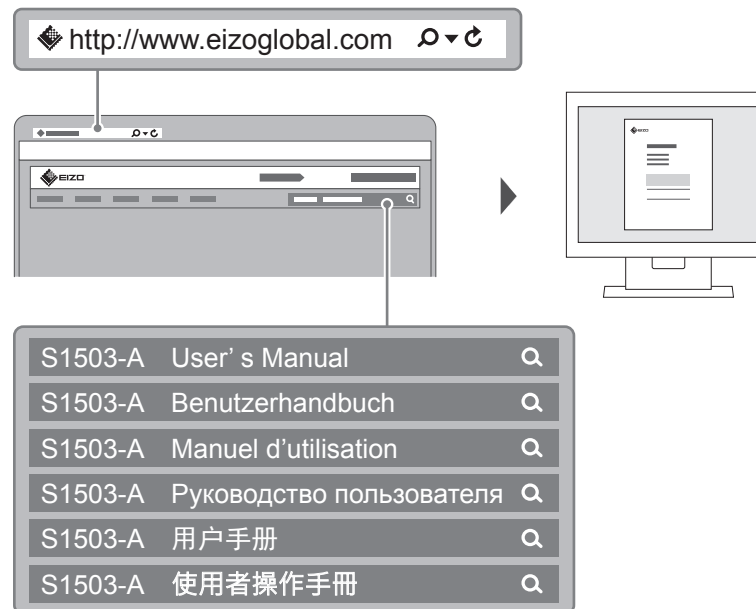 http://www.eizoglobal.com
EIZO
EIZO
S1503-A User’ s Manual
S1503-A Benutzerhandbuch
S1503-A Manuel d’utilisation
S1503-A Руководство пользователя
S1503-A 用户手册
S1503-A 使用者操作手冊